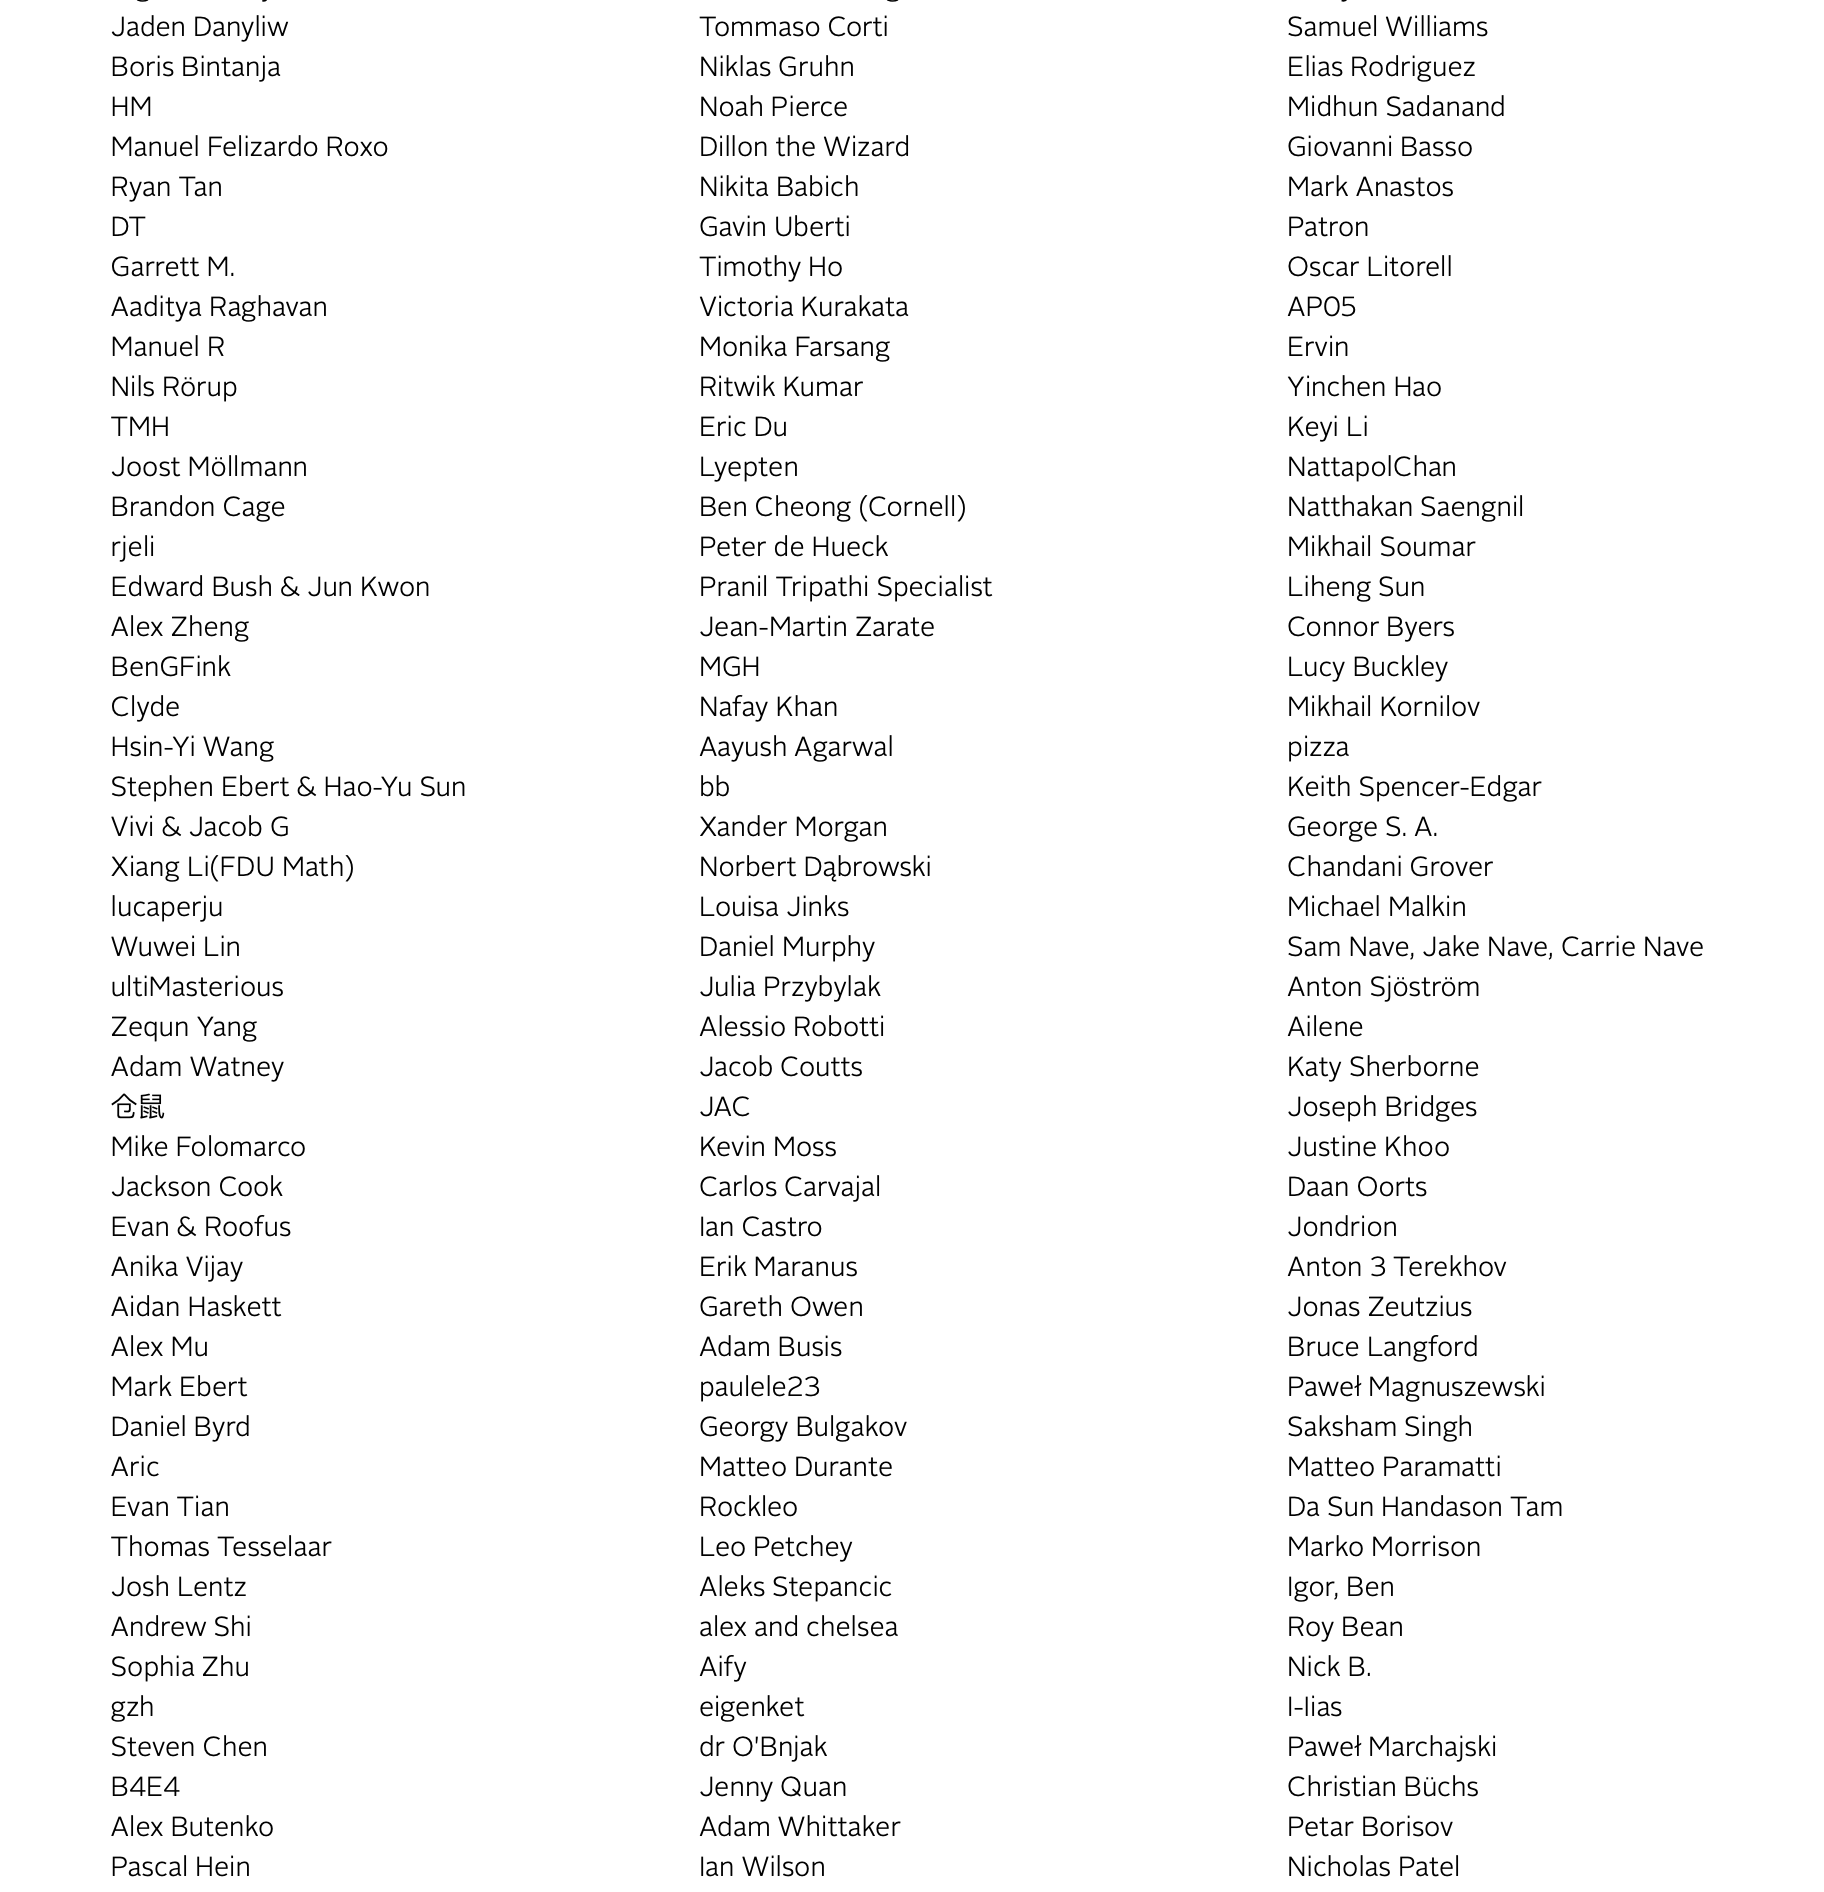 Jaden Danyliw
Boris Bintanja
HM
Manuel Felizardo Roxo
Ryan Tan
DT
Garrett M.
Aaditya Raghavan
Manuel R
Nils Rörup
TMH
Joost Möllmann
Brandon Cage
rjeli
Edward Bush & Jun Kwon
Alex Zheng
BenGFink
Clyde
Hsin-Yi Wang
Stephen Ebert & Hao-Yu Sun
Vivi & Jacob G
Xiang Li(FDU Math)
lucaperju
Wuwei Lin
ultiMasterious
Zequn Yang
Adam Watney
仓鼠
Mike Folomarco
Jackson Cook
Evan & Roofus
Anika Vijay
Aidan Haskett
Alex Mu
Mark Ebert
Daniel Byrd
Aric
Evan Tian
Thomas Tesselaar
Josh Lentz
Andrew Shi
Sophia Zhu
gzh
Steven Chen
B4E4
Alex Butenko
Pascal Hein
Tommaso Corti
Niklas Gruhn
Noah Pierce
Dillon the Wizard
Nikita Babich
Gavin Uberti
Timothy Ho
Victoria Kurakata
Monika Farsang
Ritwik Kumar
Eric Du
Lyepten
Ben Cheong (Cornell)
Peter de Hueck
Pranil Tripathi Specialist
Jean-Martin Zarate
MGH
Nafay Khan
Aayush Agarwal
bb
Xander Morgan
Norbert Dąbrowski
Louisa Jinks
Daniel Murphy
Julia Przybylak
Alessio Robotti
Jacob Coutts
JAC
Kevin Moss
Carlos Carvajal
Ian Castro
Erik Maranus
Gareth Owen
Adam Busis
paulele23
Georgy Bulgakov
Matteo Durante
Rockleo
Leo Petchey
Aleks Stepancic
alex and chelsea
Aify
eigenket
dr O'Bnjak
Jenny Quan
Adam Whittaker
Ian Wilson
Samuel Williams
Elias Rodriguez
Midhun Sadanand
Giovanni Basso
Mark Anastos
Patron
Oscar Litorell
AP05
Ervin
Yinchen Hao
Keyi Li
NattapolChan
Natthakan Saengnil
Mikhail Soumar
Liheng Sun
Connor Byers
Lucy Buckley
Mikhail Kornilov
pizza
Keith Spencer-Edgar
George S. A.
Chandani Grover
Michael Malkin
Sam Nave, Jake Nave, Carrie Nave
Anton Sjöström
Ailene
Katy Sherborne
Joseph Bridges
Justine Khoo
Daan Oorts
Jondrion
Anton 3 Terekhov
Jonas Zeutzius
Bruce Langford
Paweł Magnuszewski
Saksham Singh
Matteo Paramatti
Da Sun Handason Tam
Marko Morrison
Igor, Ben
Roy Bean
Nick B.
I-lias
Paweł Marchajski
Christian Büchs
Petar Borisov
Nicholas Patel